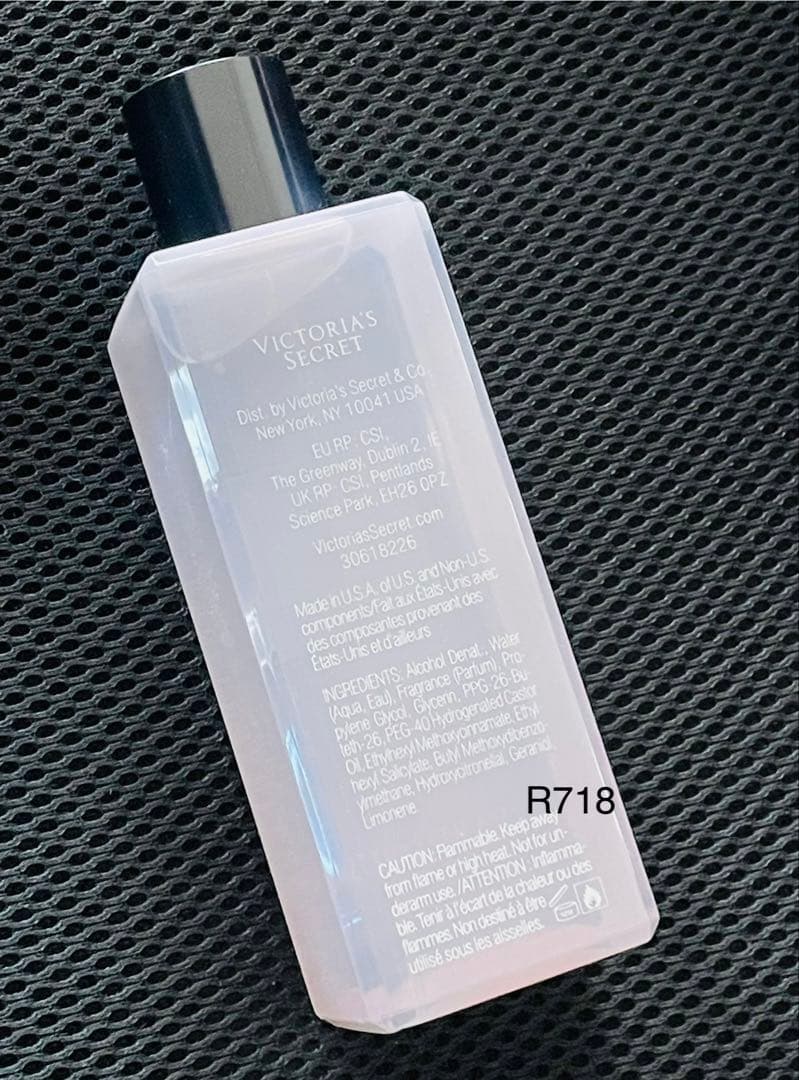 VICTORIA'S
SECRET
Dist. by Victoria's Secret & Co.
New York, NY 10041 USA
EU RP: CSI,
The Greenway, Dublin 2, IE
UK RP: CSI, Pentlands
Science Park, EH26 0PZ
VictoriasSecret.com
30618226
Made in U.S.A. of U.S. and Non-U.S.
components/Fait aux États-Unis avec
des composantes provenant des
États-Unis et d'ailleurs
INGREDIENTS: Alcohol Denat., Water
(Aqua, Eau), Fragrance (Parfum), Pro-
pylene Glycol, Glycerin, PPG-26-Bu-
teth-26, PEG-40 Hydrogenated Castor
Oil, Ethylhexyl Methoxycinnamate, Ethyl-
hexyl Salicylate, Butyl Methoxydibenzo-
ylmethane, Hydroxycitronellal, Geraniol,
Limonene
R718
CAUTION: Flammable. Keep away
from flame or high heat. Not for un-
derarm use. /ATTENTION : Inflamma-
ble. Tenir à l'écart de la chaleur ou des
flammes. Non destiné à être
utilisé sous les aisselles.